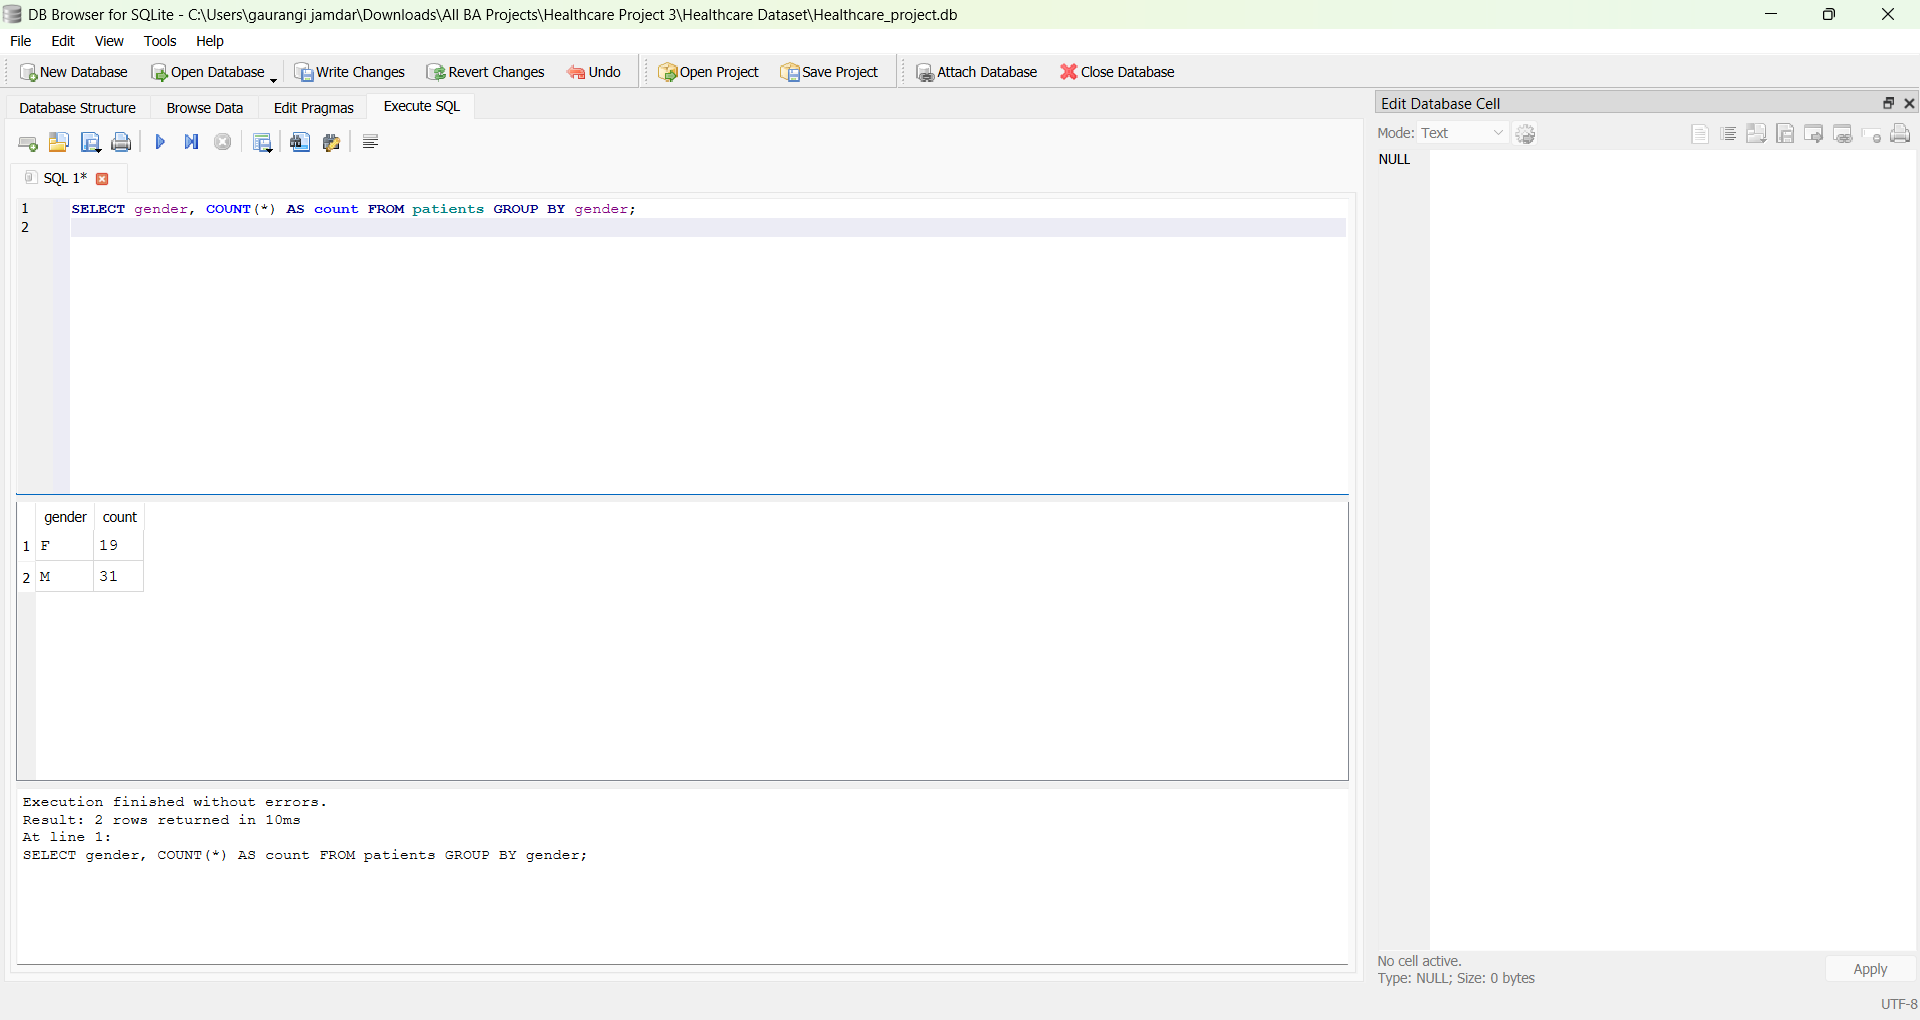 DB Browser for SQLite - C:\Users\gaurangi jamdar\Downloads\All BA Projects\Healthcare Project 3\Healthcare Dataset\Healthcare_project.db
File Edit View Tools Help
New Database Open Database Write Changes Revert Changes Undo Open Project Save Project Attach Database Close Database
Database Structure Browse Data Edit Pragmas Execute SQL
SQL 1*
1 SELECT gender, COUNT(*) AS count FROM patients GROUP BY gender;
2
gender count
1 F 19
2 M 31
Execution finished without errors.
Result: 2 rows returned in 10ms
At line 1:
SELECT gender, COUNT(*) AS count FROM patients GROUP BY gender;
Edit Database Cell
Mode: Text
NULL
No cell active.
Type: NULL; Size: 0 bytes
Apply
UTF-8